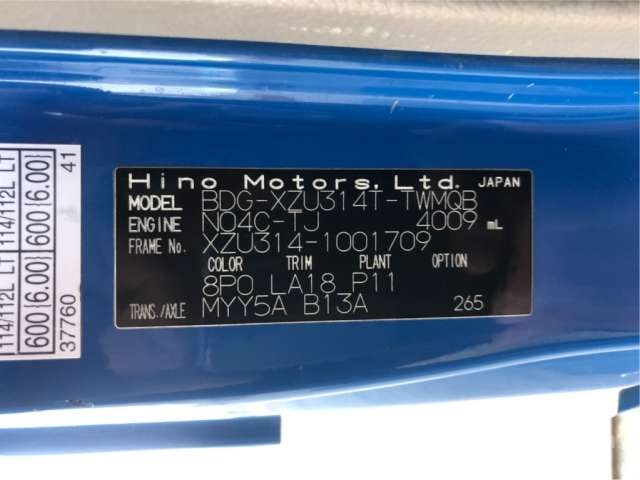 Hino Motors, Ltd. JAPAN
MODEL BDG-XZU314T-TWMQB
ENGINE N04C-TJ 4009 mL
FRAME No. XZU314-1001709
COLOR TRIM PLANT OPTION
8P0 LA18 P11
TRANS./AXLE MYY5A B13A 265
114/112L LT 600{6.00} 37760
114/112L LT 600{6.00} 41